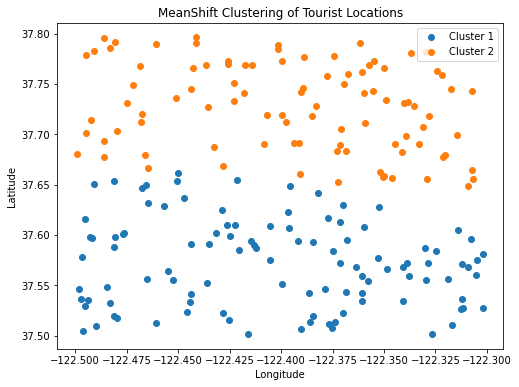 MeanShift Clustering of Tourist Locations
Cluster 1
Cluster 2
Latitude
37.80
37.75
37.70
37.65
37.60
37.55
37.50
−122.500 −122.475 −122.450 −122.425 −122.400 −122.375 −122.350 −122.325 −122.300
Longitude